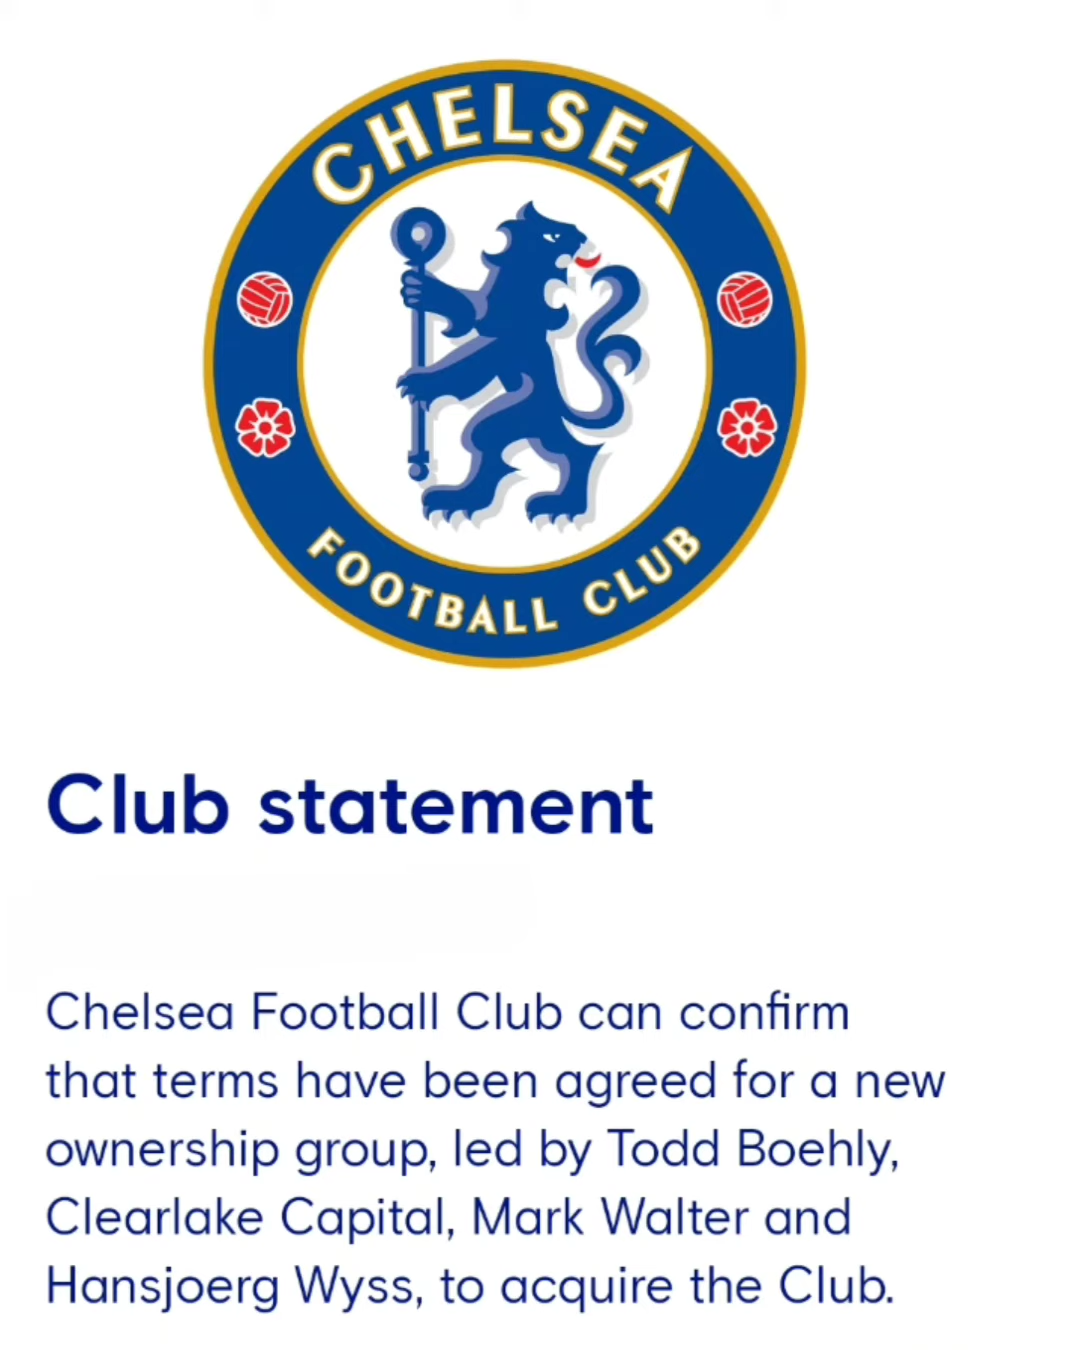 CHELSEA
FOOTBALL CLUB
Club statement
Chelsea Football Club can confirm
that terms have been agreed for a new
ownership group, led by Todd Boehly,
Clearlake Capital, Mark Walter and
Hansjoerg Wyss, to acquire the Club.